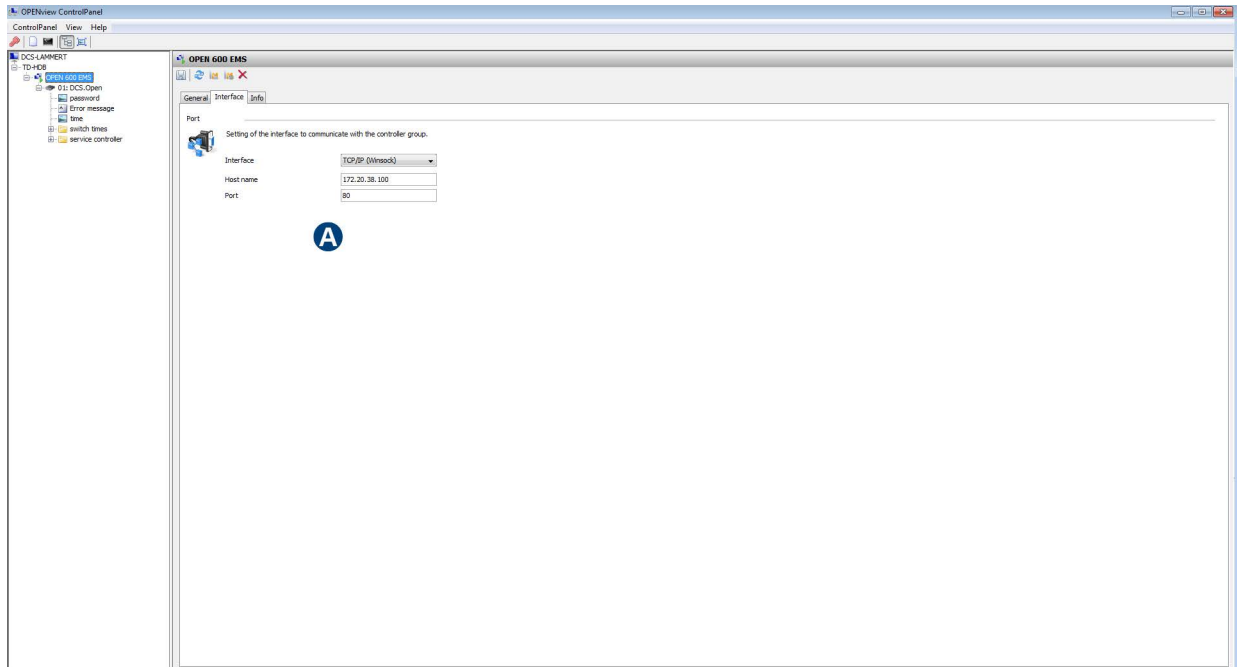 OPENview ControlPanel
ControlPanel View Help
DCS-LAMMERT
TD-HDB
OPEN 600 EMS
01: DCS.Open
password
Error message
time
switch times
service controller
OPEN 600 EMS
General Interface Info
Port
Setting of the interface to communicate with the controller group.
Interface TCP/IP (Winsock)
Host name 172.20.38.100
Port 80
A